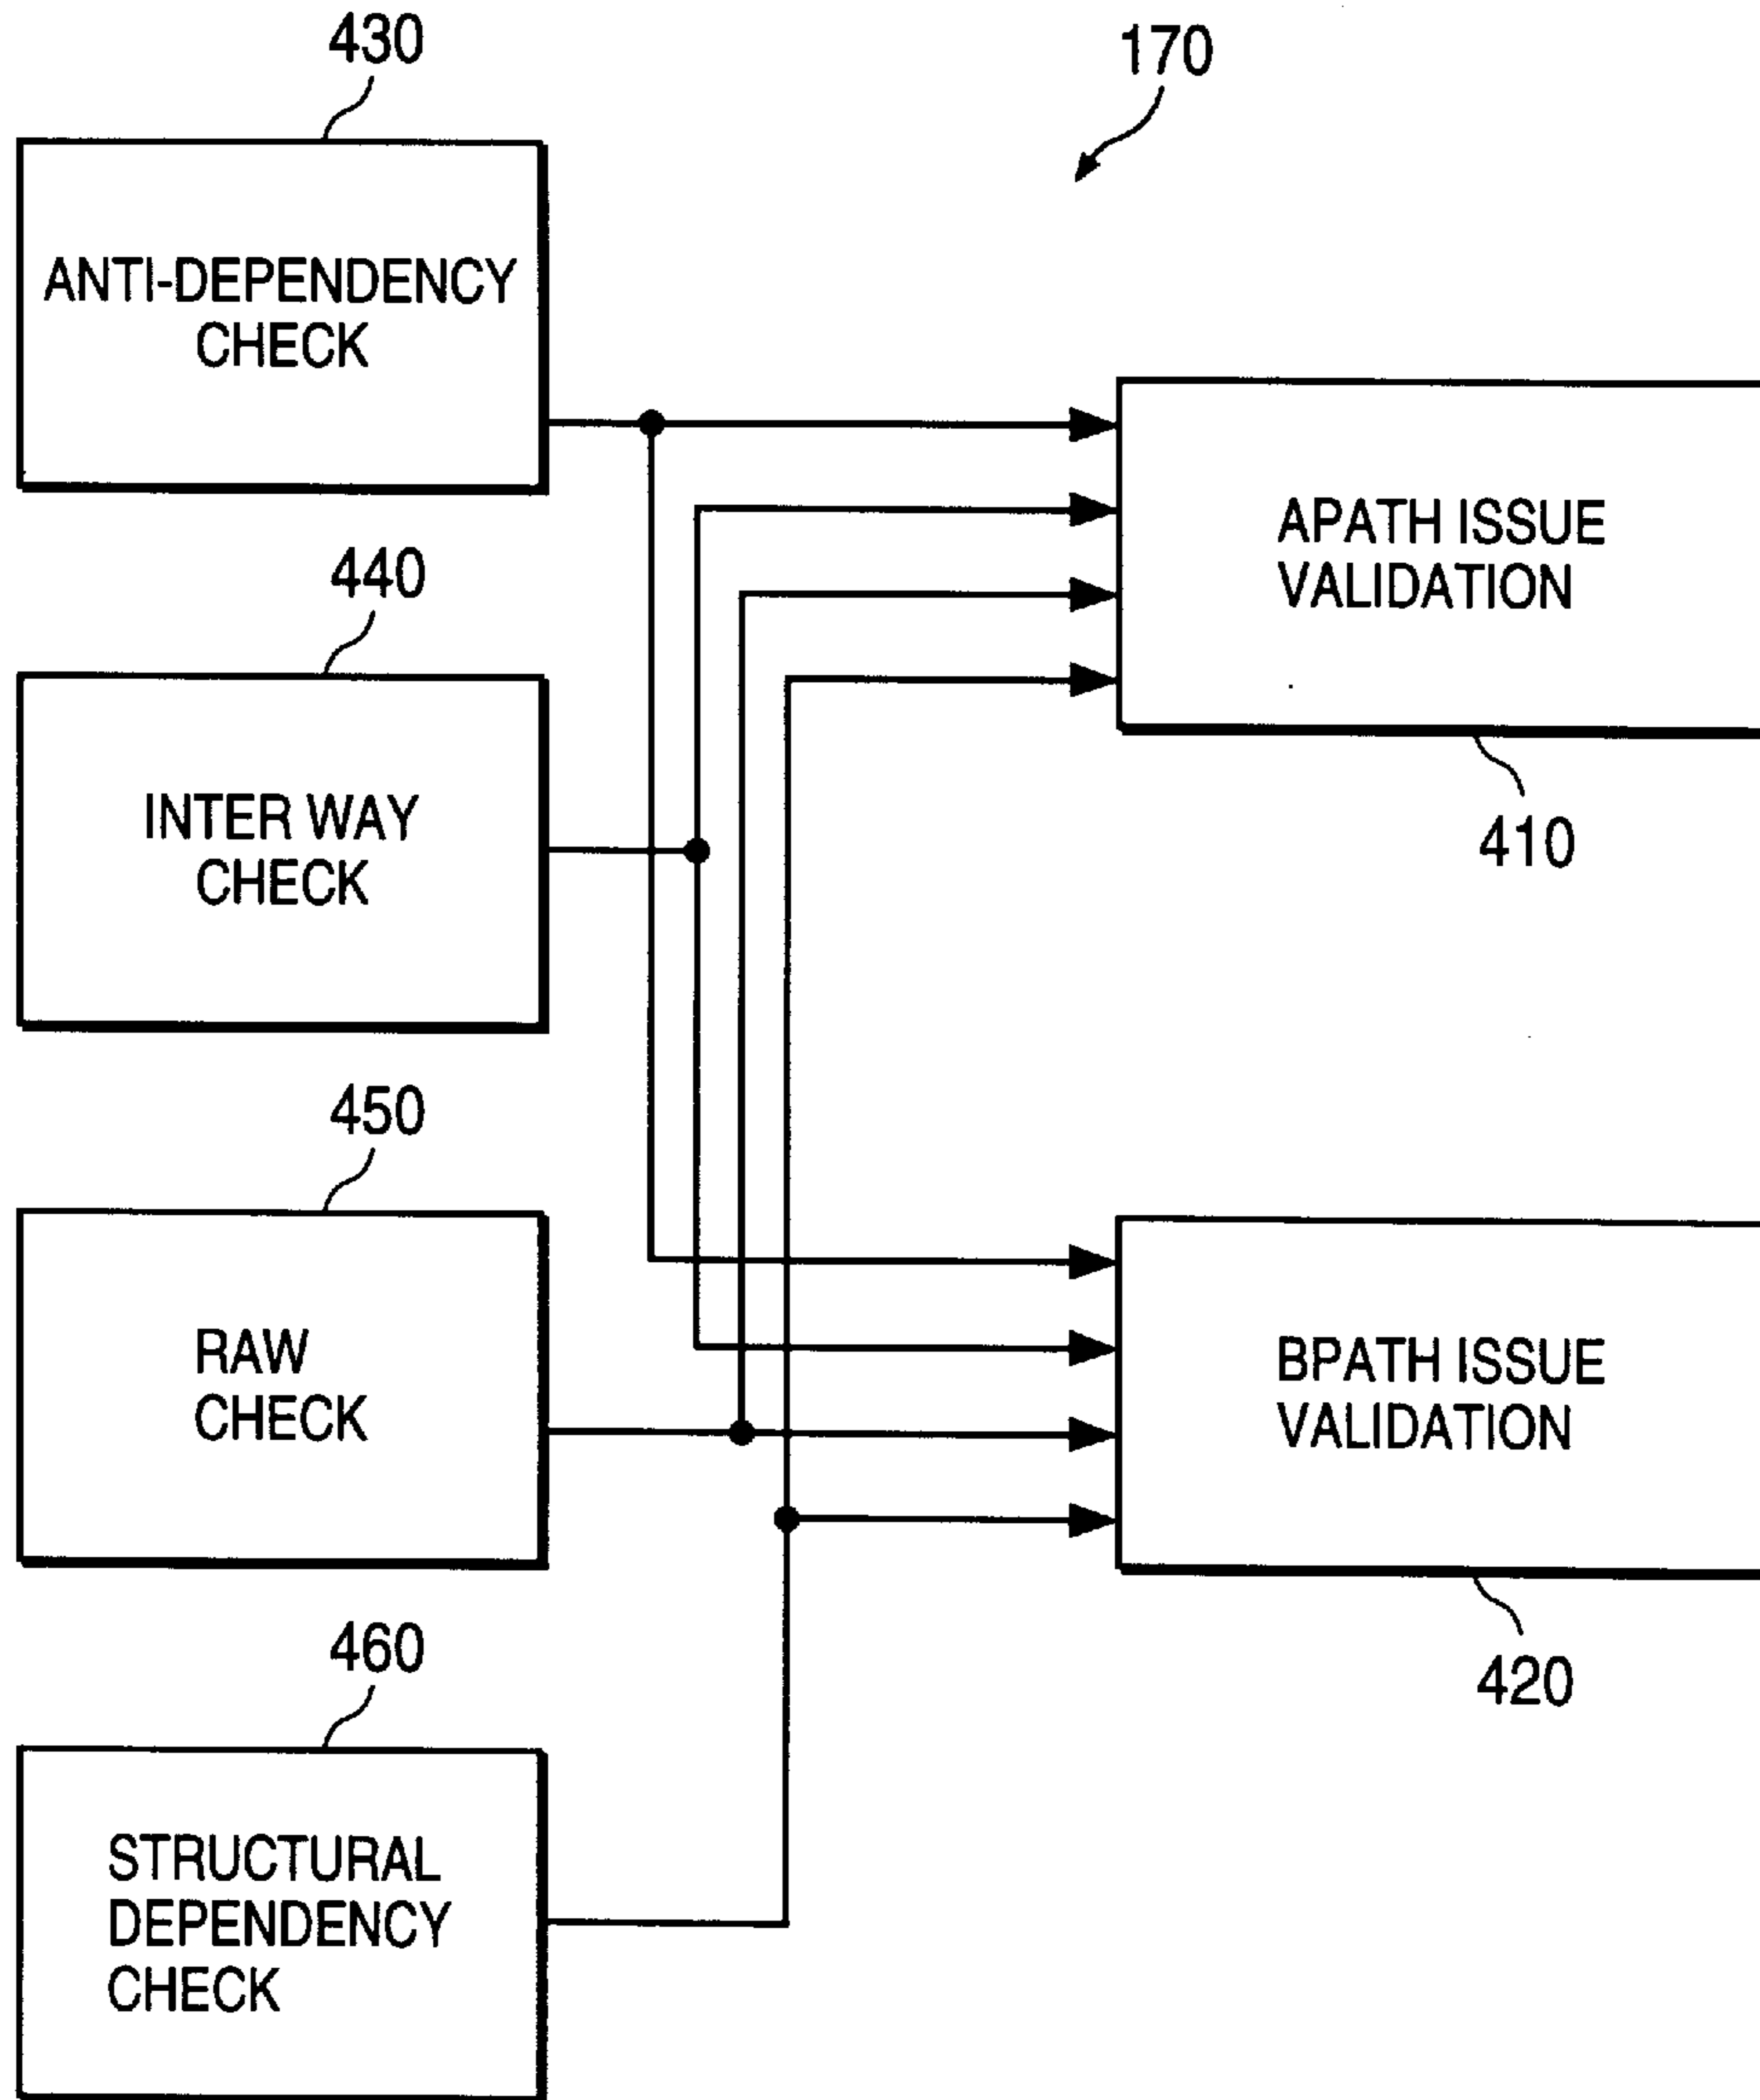 430
170
ANTI-DEPENDENCY
CHECK
440
APATH ISSUE
VALIDATION
410
INTER WAY
CHECK
450
RAW
CHECK
BPATH ISSUE
VALIDATION
420
460
STRUCTURAL
DEPENDENCY
CHECK